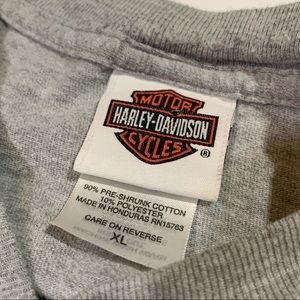 MOTOR
HARLEY-DAVIDSON
CYCLES
®
90% PRE-SHRUNK COTTON
10% POLYESTER
MADE IN HONDURAS RN15763
CARE ON REVERSE
XL